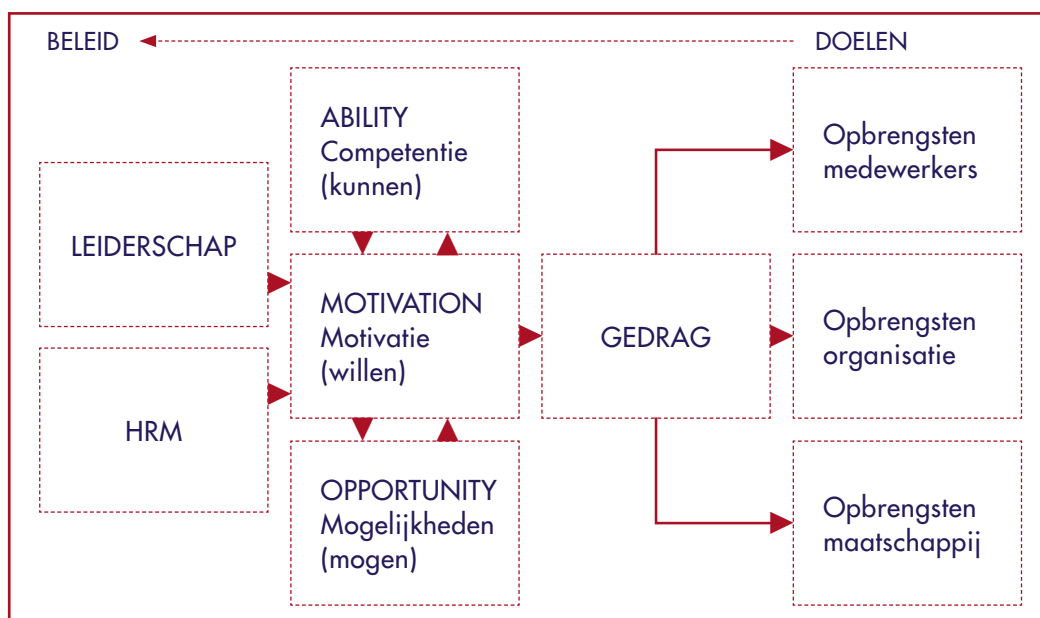 BELEID
DOELEN
LEIDERSCHAP
HRM
ABILITY
Competentie
(kunnen)
MOTIVATION
Motivatie
(willen)
OPPORTUNITY
Mogelijkheden
(mogen)
GEDRAG
Opbrengsten
medewerkers
Opbrengsten
organisatie
Opbrengsten
maatschappij